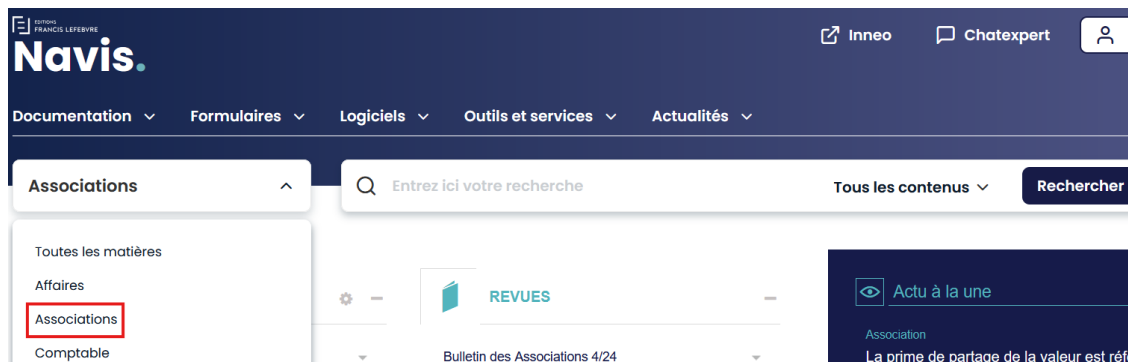 EDITIONS
FRANCIS LEFEBVRE
Navis.
Inneo
Chatexpert
Documentation
Formulaires
Logiciels
Outils et services
Actualités
Associations
Entrez ici votre recherche
Tous les contenus
Rechercher
Toutes les matières
Affaires
Associations
Comptable
REVUES
Bulletin des Associations 4/24
Actu à la une
Association
La prime de partage de la valeur est réf